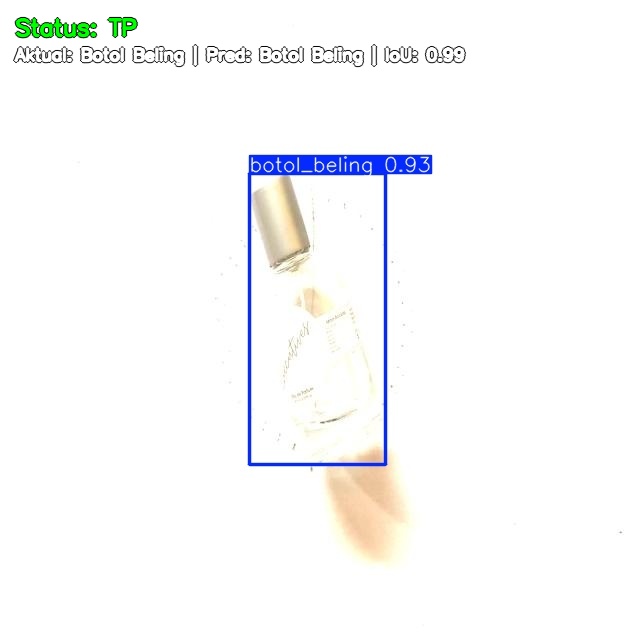 Status: TP
Aktual: Botol Beling | Pred: Botol Beling | IoU: 0.99
botol_beling 0.93